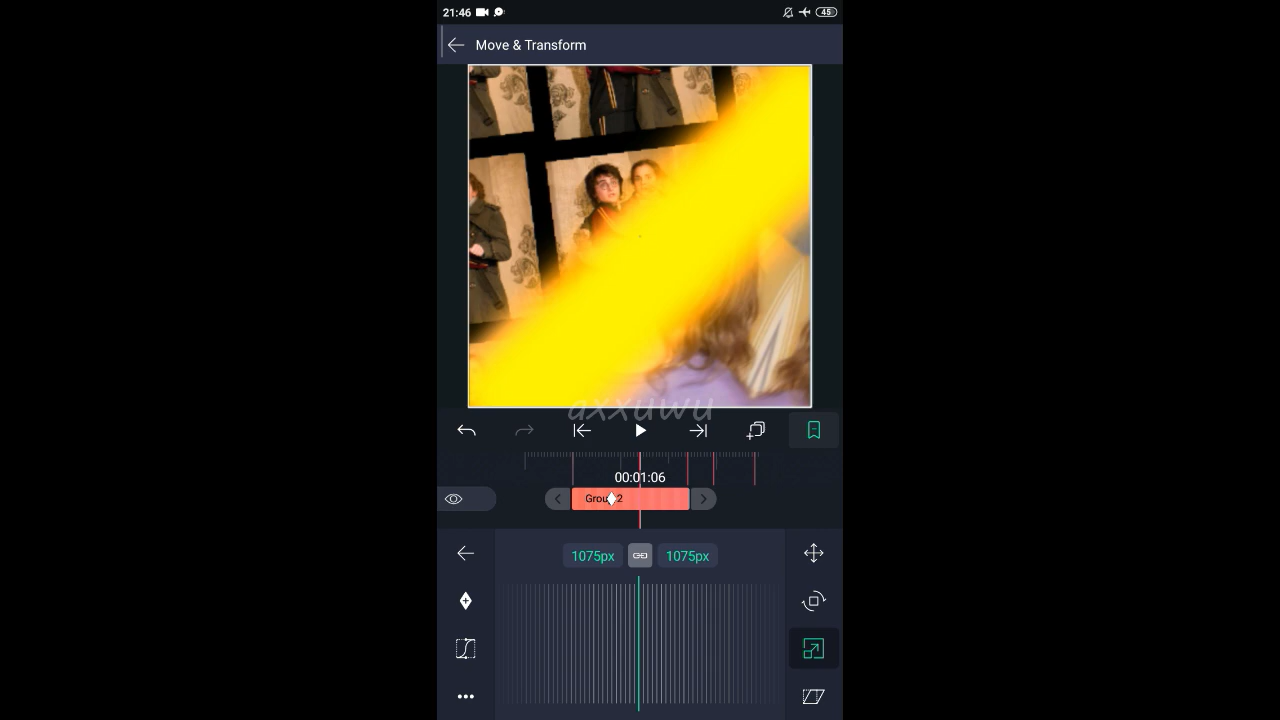 21:46
45
Move & Transform
axxuwu
00:01:06
Group 2
1075px
1075px